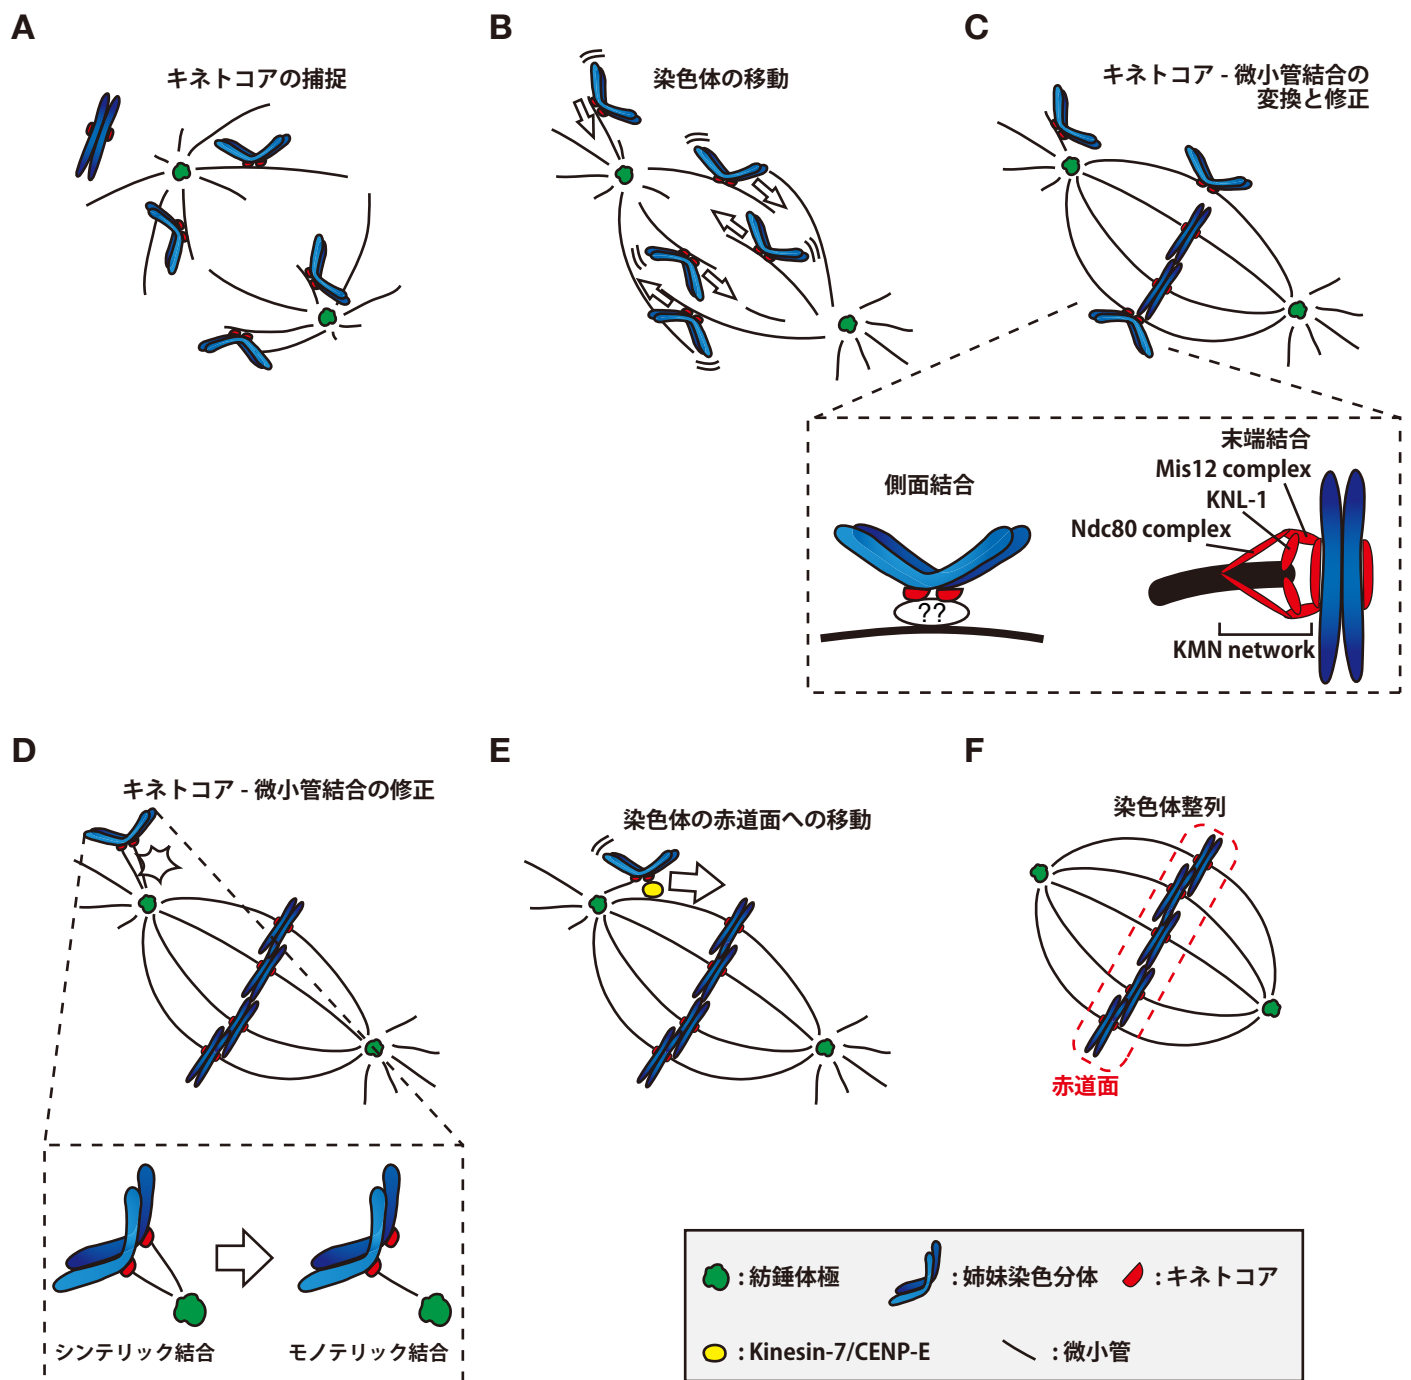 A
キネトコアの捕捉
B
染色体の移動
C
キネトコア - 微小管結合の
変換と修正
側面結合
??
末端結合
Mis12 complex
KNL-1
Ndc80 complex
KMN network
D
キネトコア - 微小管結合の修正
シンテリック結合
モノテリック結合
E
染色体の赤道面への移動
F
染色体整列
赤道面
: 紡錘体極
: 姉妹染色分体
: キネトコア
: Kinesin-7/CENP-E
: 微小管